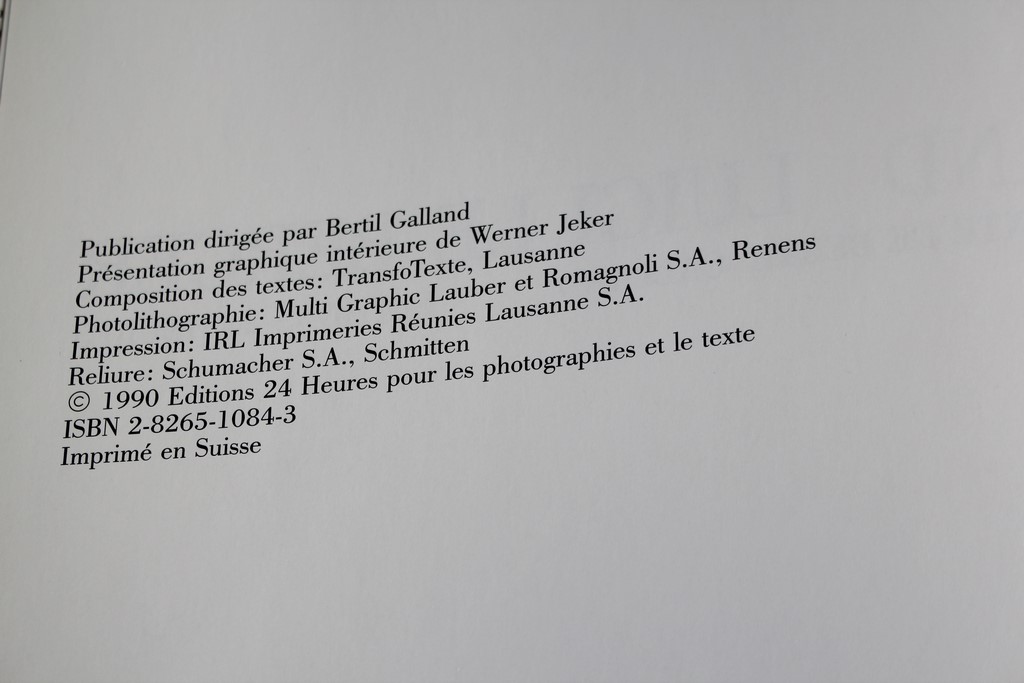 Publication dirigée par Bertil Galland
Présentation graphique intérieure de Werner Jeker
Composition des textes: TransfoTexte, Lausanne
Photolithographie: Multi Graphic Lauber et Romagnoli S.A., Renens
Impression: IRL Imprimeries Réunies Lausanne S.A.
Reliure: Schumacher S.A., Schmitten
© 1990 Editions 24 Heures pour les photographies et le texte
ISBN 2-8265-1084-3
Imprimé en Suisse